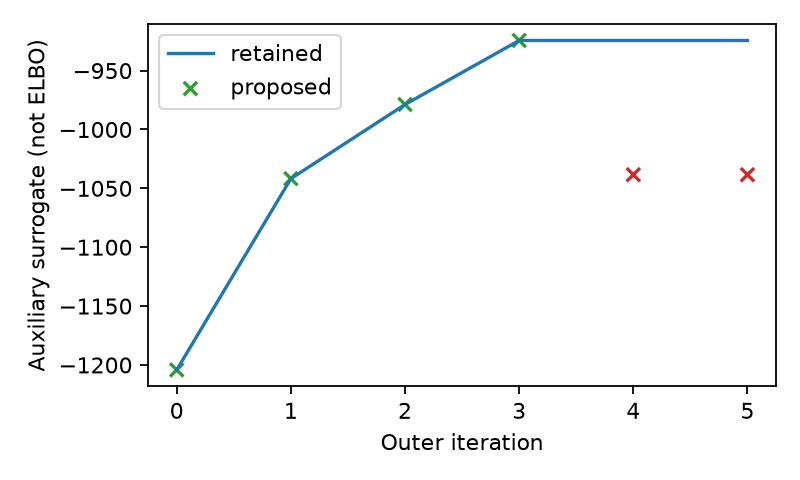 retained
proposed
Auxiliary surrogate (not ELBO)
−950
−1000
−1050
−1100
−1150
−1200
0 1 2 3 4 5
Outer iteration